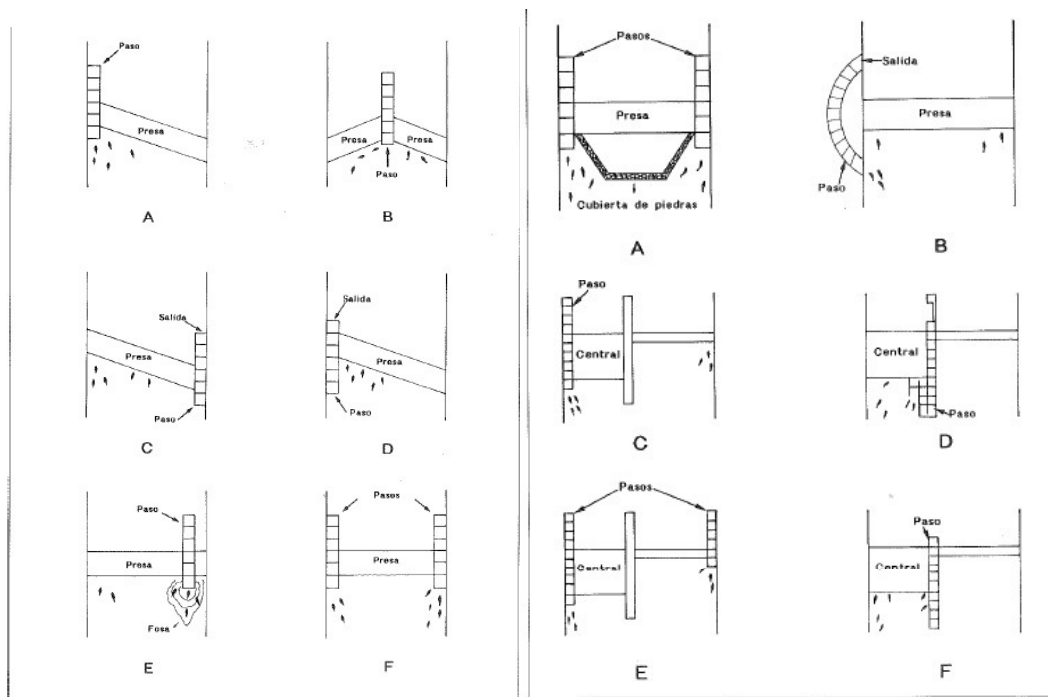 Paso
Presa
A
Presa
Presa
Paso
B
Salida
Presa
Paso
C
Salida
Presa
Paso
D
Paso
Presa
Fosa
E
Pasos
Presa
F
Pasos
Presa
Cubierta de piedras
A
Salida
Presa
Paso
B
Paso
Central
C
Central
Paso
D
Pasos
Central
E
Paso
Central
F